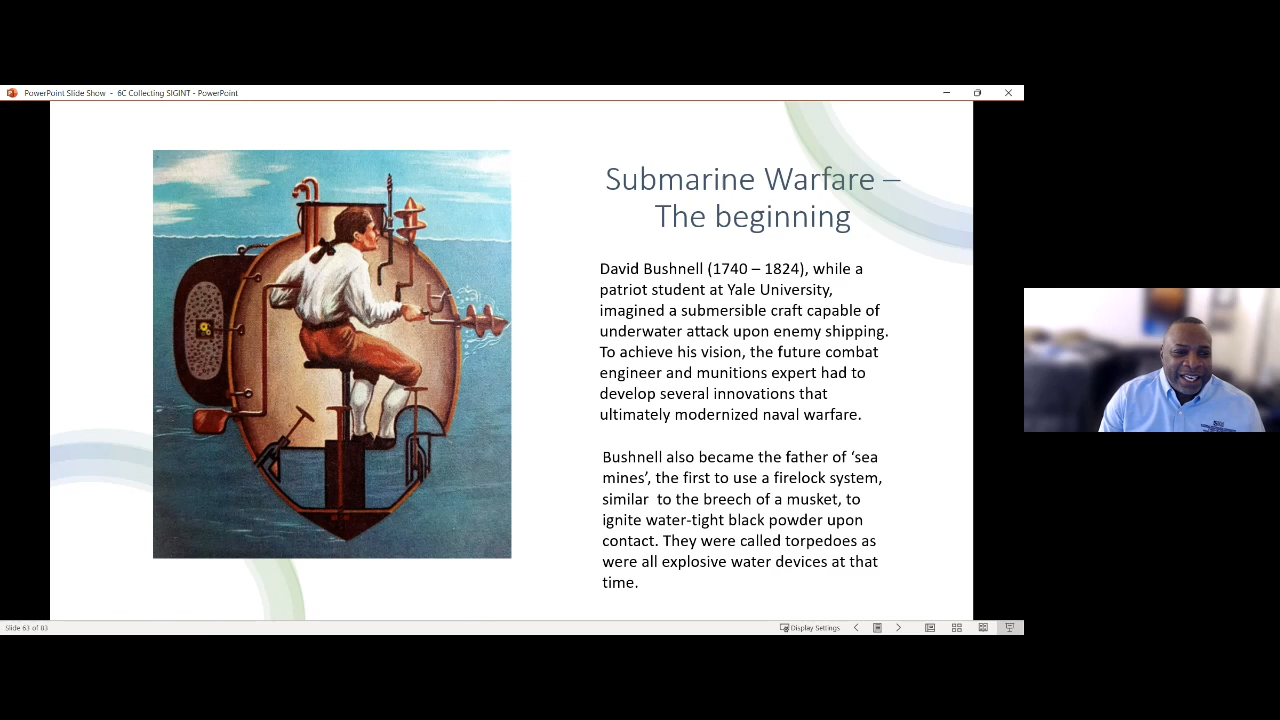 PowerPoint Slide Show - 6C Collecting SIGINT - PowerPoint
Submarine Warfare –
The beginning
David Bushnell (1740 – 1824), while a
patriot student at Yale University,
imagined a submersible craft capable of
underwater attack upon enemy shipping.
To achieve his vision, the future combat
engineer and munitions expert had to
develop several innovations that
ultimately modernized naval warfare.
Bushnell also became the father of ‘sea
mines’, the first to use a firelock system,
similar to the breech of a musket, to
ignite water-tight black powder upon
contact. They were called torpedoes as
were all explosive water devices at that
time.
Slide 63 of 83
Display Settings